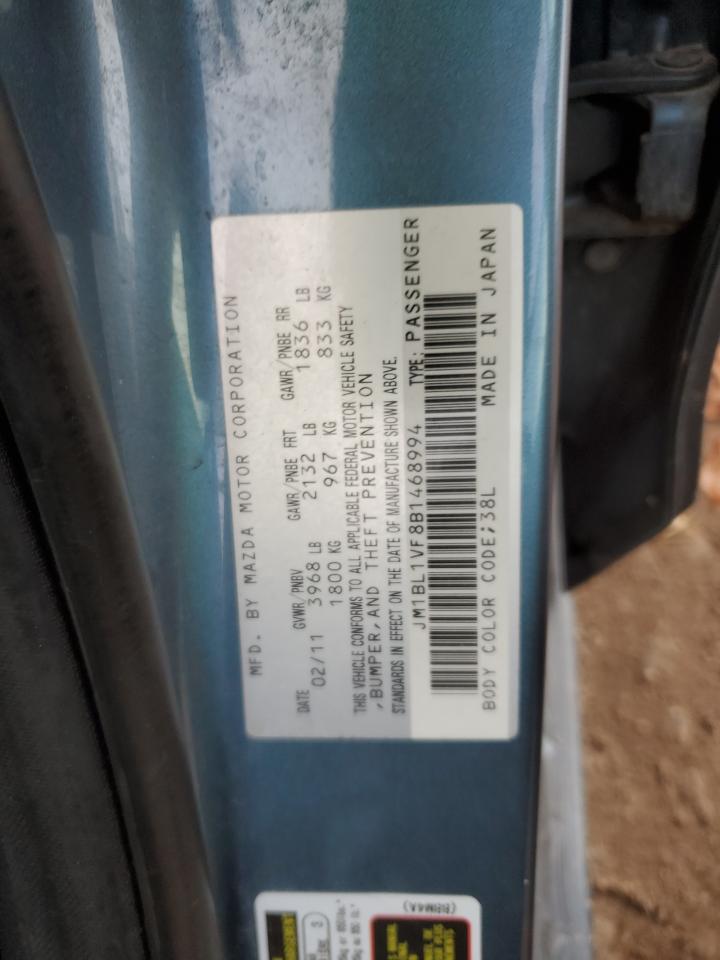 MFD. BY MAZDA MOTOR CORPORATION
DATE GVWR/PNBV GAWR/PNBE FRT GAWR/PNBE RR
02/11 3968 LB 2132 LB 1836 LB
1800 KG 967 KG 833 KG
THIS VEHICLE CONFORMS TO ALL APPLICABLE FEDERAL MOTOR VEHICLE SAFETY
,BUMPER,AND THEFT PREVENTION
STANDARDS IN EFFECT ON THE DATE OF MANUFACTURE SHOWN ABOVE.
JM1BL1VF8B1468994 TYPE: PASSENGER
BODY COLOR CODE;38L MADE IN JAPAN
(BBM4A)